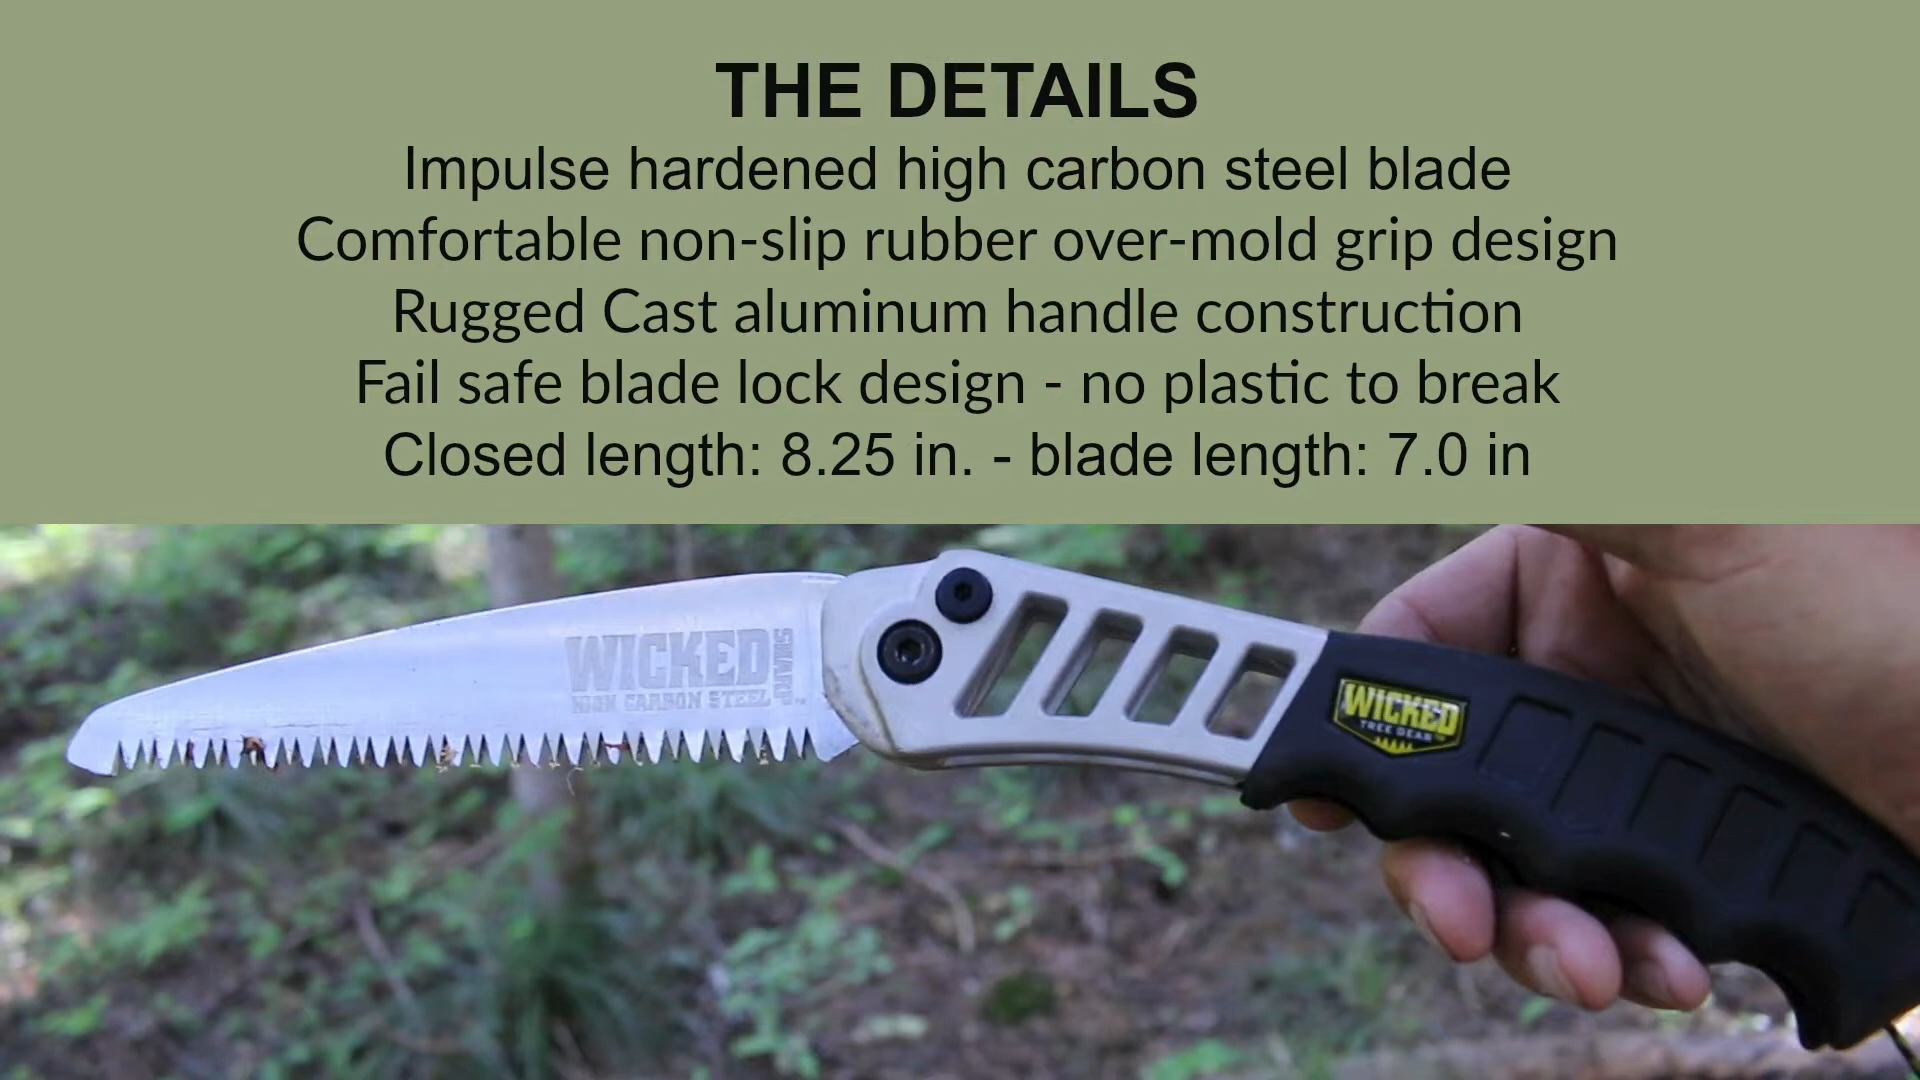 THE DETAILS
Impulse hardened high carbon steel blade
Comfortable non-slip rubber over-mold grip design
Rugged Cast aluminum handle construction
Fail safe blade lock design - no plastic to break
Closed length: 8.25 in. - blade length: 7.0 in
WICKED
SHARP
HIGH CARBON STEEL
WICKED
TREE GEAR